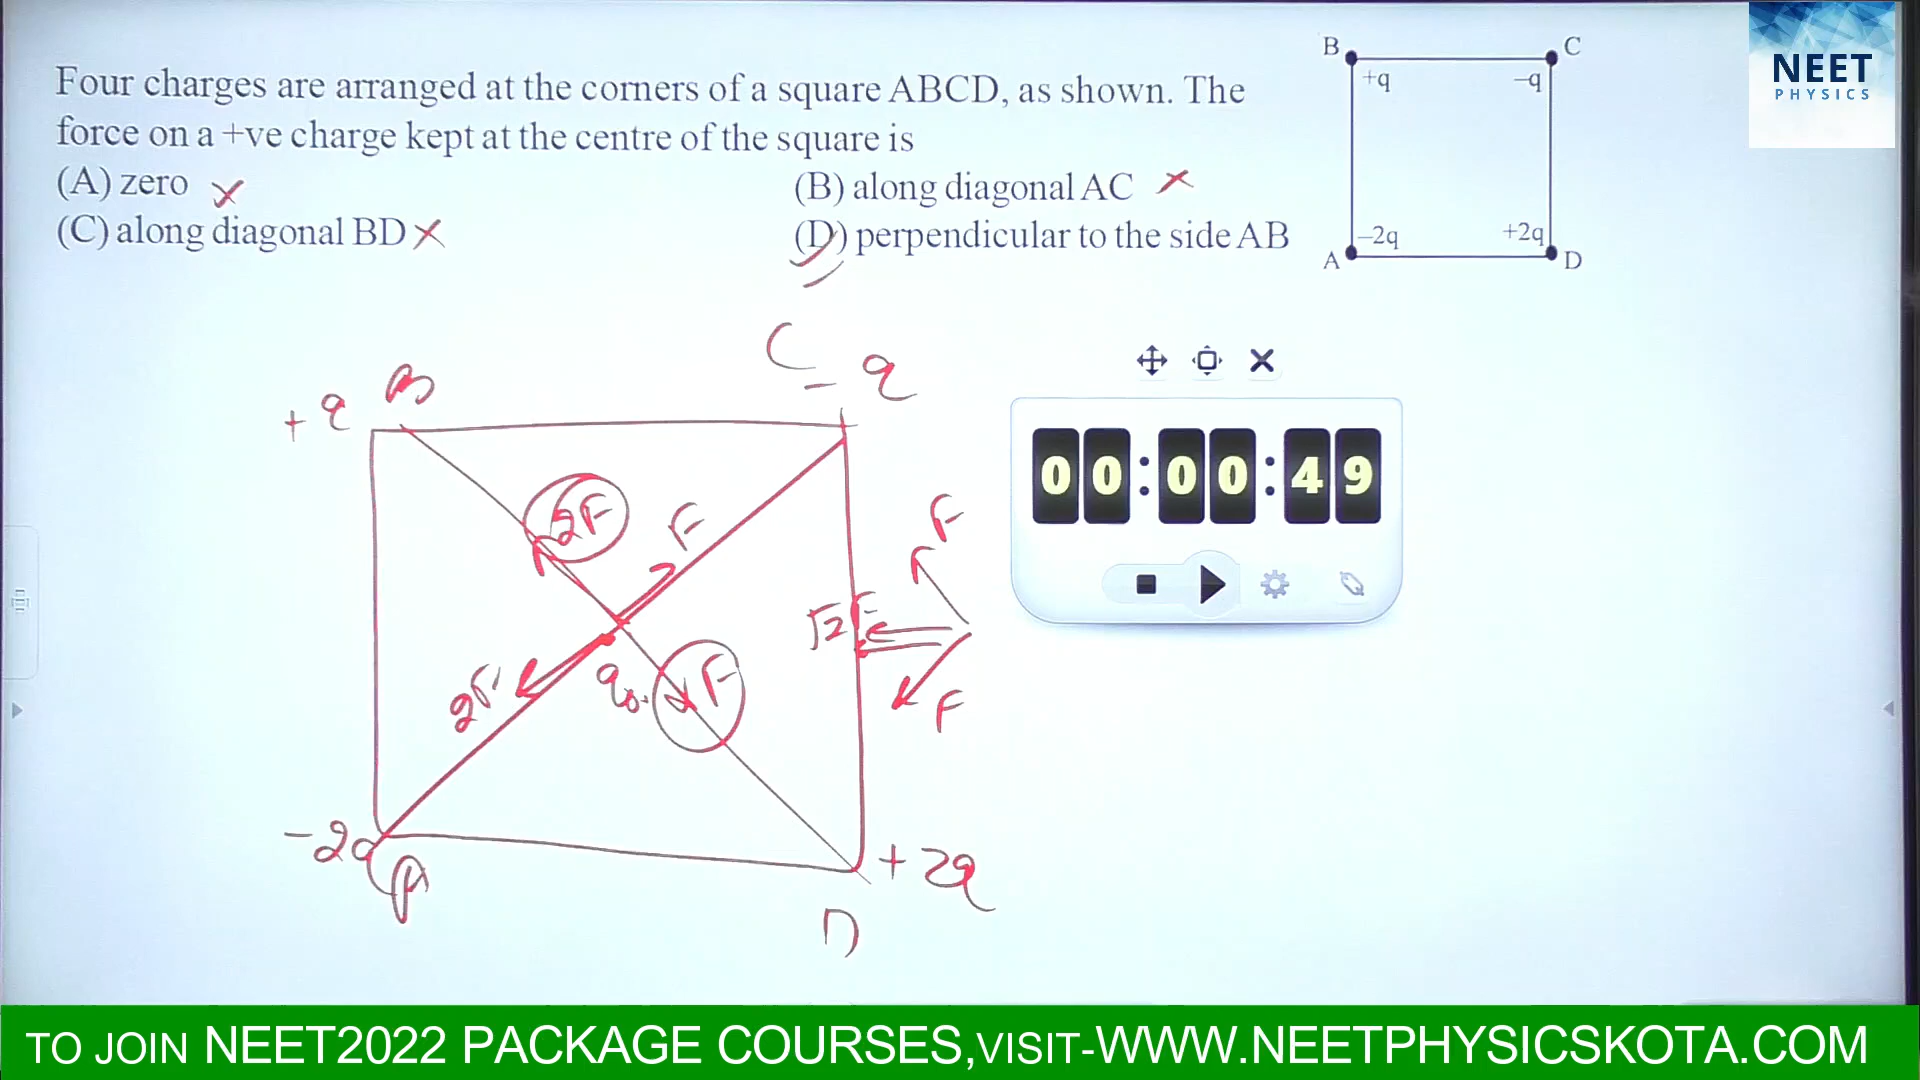 Four charges are arranged at the corners of a square ABCD, as shown. The
force on a +ve charge kept at the centre of the square is
(A) zero
(B) along diagonal AC
(C) along diagonal BD
(D) perpendicular to the side AB
B
C
+q
-q
-2q
+2q
A
D
NEET
PHYSICS
C
B
+q
-q
2F
F
F
00:00:49
√2F
2F
q₀
F
F
-2q
A
+2q
D
TO JOIN NEET2022 PACKAGE COURSES,VISIT-WWW.NEETPHYSICSKOTA.COM